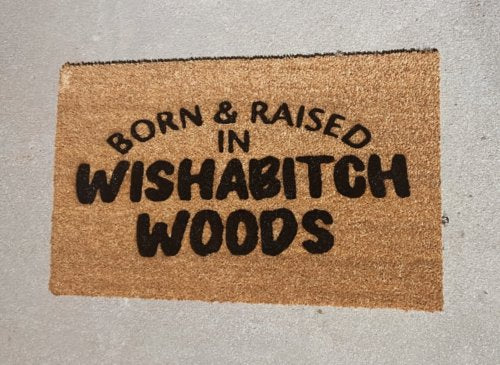 BORN & RAISED
IN
WISHABITCH
WOODS